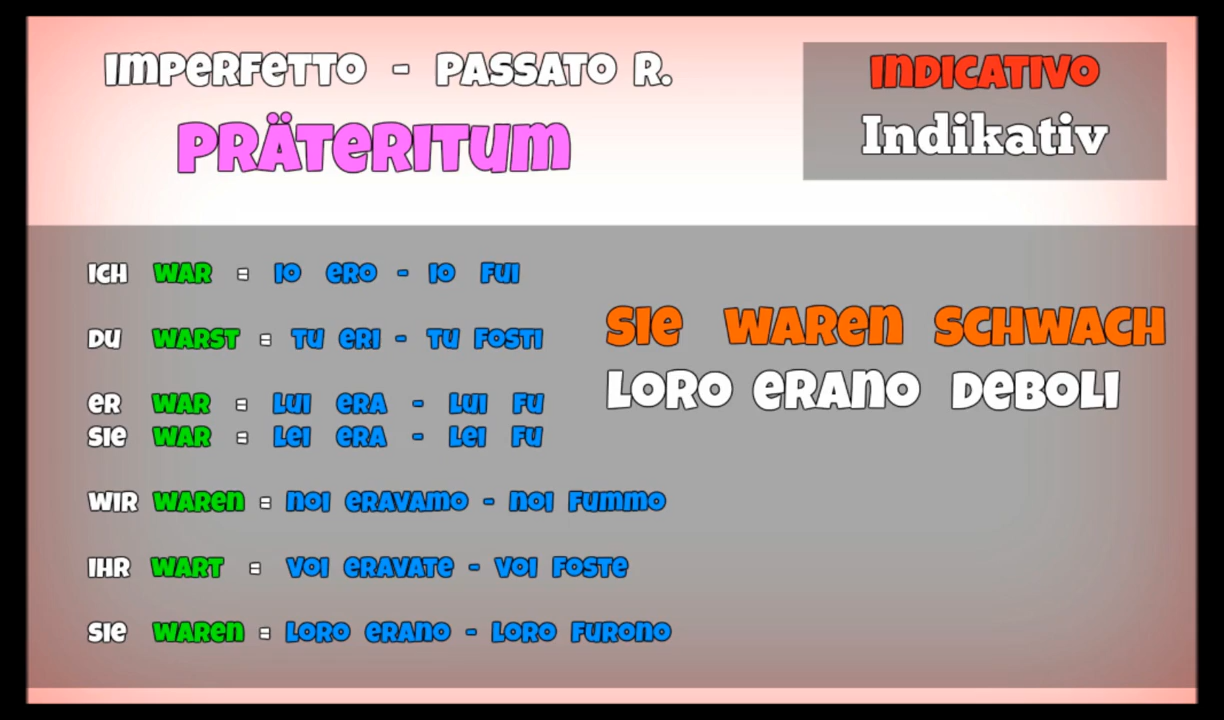 IMPERFETTO - PASSATO R.
PRÄTERITUM
INDICATIVO
Indikativ
ICH WAR = IO ERO - IO FUI
DU WARST = TU ERI - TU FOSTI
ER WAR = LUI ERA - LUI FU
SIE WAR = LEI ERA - LEI FU
WIR WAREN = NOI ERAVAMO - NOI FUMMO
IHR WART = VOI ERAVATE - VOI FOSTE
SIE WAREN = LORO ERANO - LORO FURONO
SIE WAREN SCHWACH
LORO ERANO DEBOLI